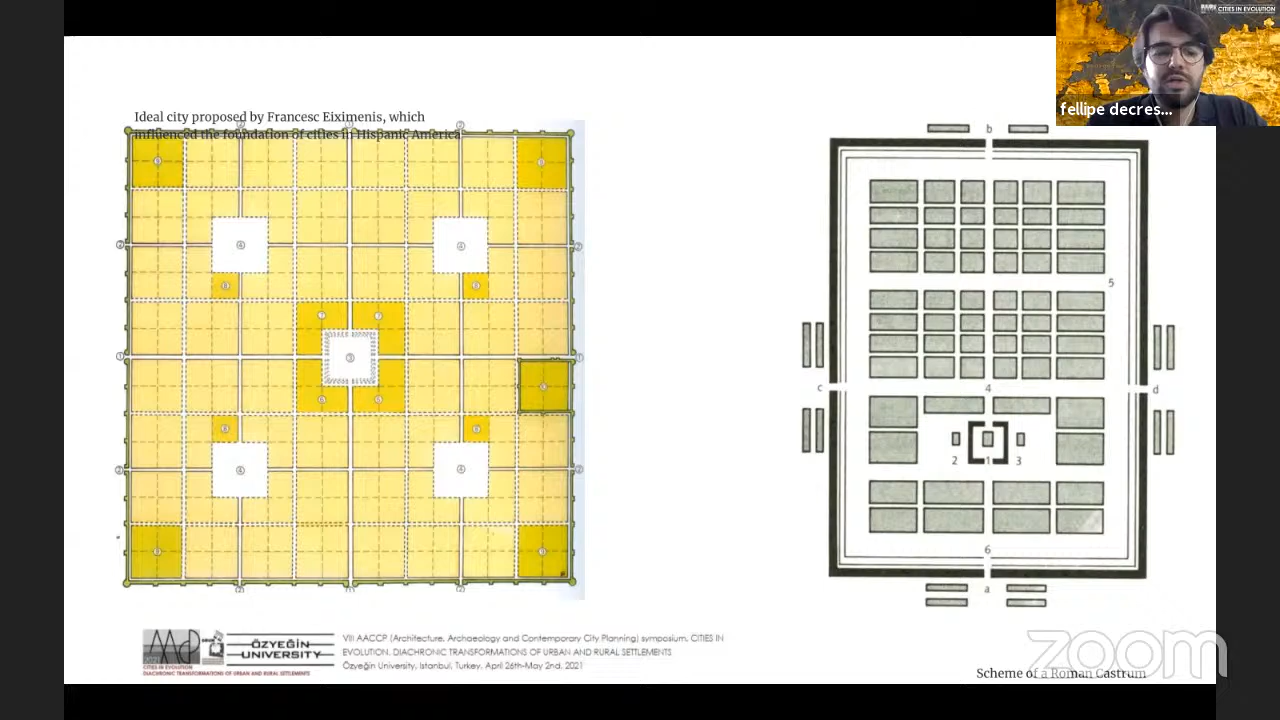 CITIES IN EVOLUTION
fellipe decres...
Ideal city proposed by Francesc Eiximenis, which
influenced the foundation of cities in Hispanic America
b
5
c
4
d
2
1
3
6
a
AACP
CITIES IN EVOLUTION
DIACHRONIC TRANSFORMATIONS OF URBAN AND RURAL SETTLEMENTS
ÖZYEĞİN
UNIVERSITY
VIII AACCP (Architecture, Archaeology and Contemporary City Planning) symposium, CITIES IN
EVOLUTION. DIACHRONIC TRANSFORMATIONS OF URBAN AND RURAL SETTLEMENTS
Özyeğin University, Istanbul, Turkey. April 26th-May 2nd, 2021
Scheme of a Roman Castrum
zoom